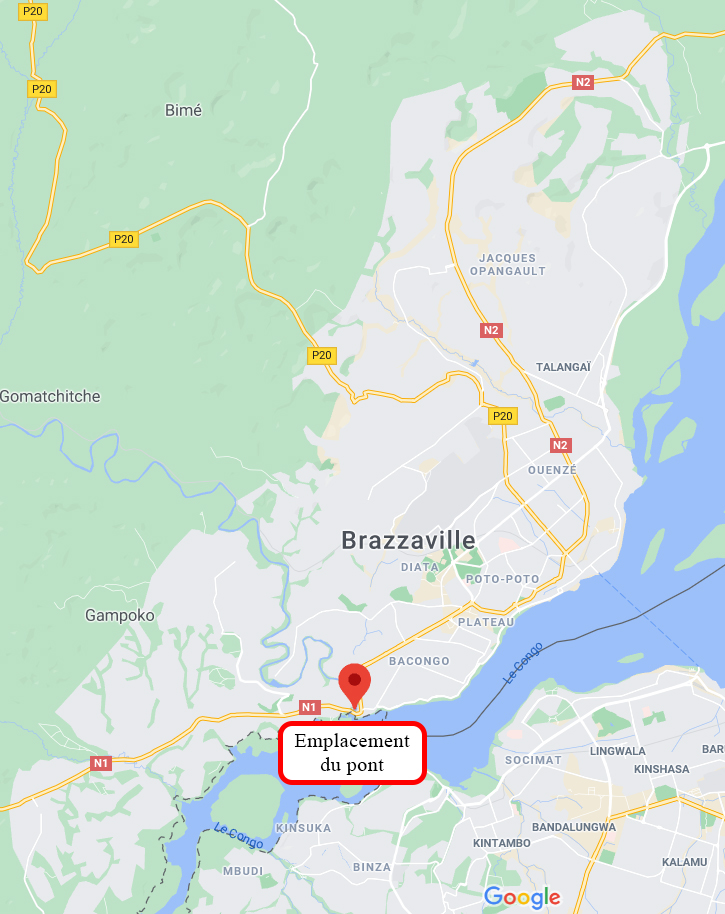 P20
N2
P20
Bimé
P20
JACQUES
OPANGAULT
N2
P20
TALANGAÏ
Gomatchitche
P20
N2
OUENZÉ
Brazzaville
DIATA
POTO-POTO
Gampoko
PLATEAU
Le Congo
BACONGO
N1
Emplacement
du pont
N1
LINGWALA
BAR
SOCIMAT
KINSHASA
Le Congo
KINSUKA
BANDALUNGWA
KINTAMBO
KALAMU
BINZA
MBUDI
Google